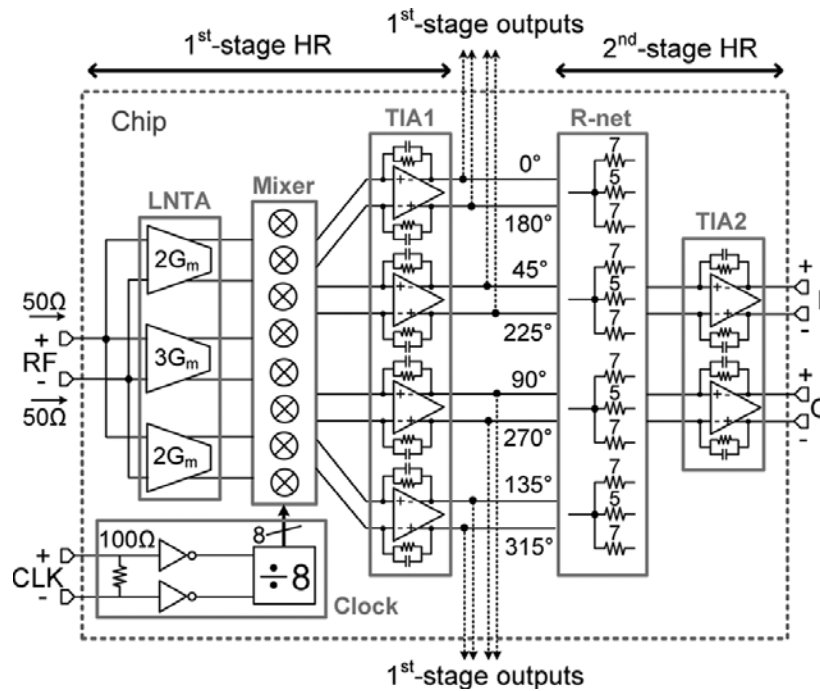 1st-stage outputs
1st-stage HR
2nd-stage HR
Chip
TIA1
R-net
LNTA
Mixer
TIA2
2Gm
3Gm
2Gm
50Ω
+
RF
-
50Ω
0°
180°
45°
225°
90°
270°
135°
315°
7
5
7
7
5
7
7
5
7
7
5
7
+
-
+
-
100Ω
8
+
CLK
-
÷8
Clock
1st-stage outputs